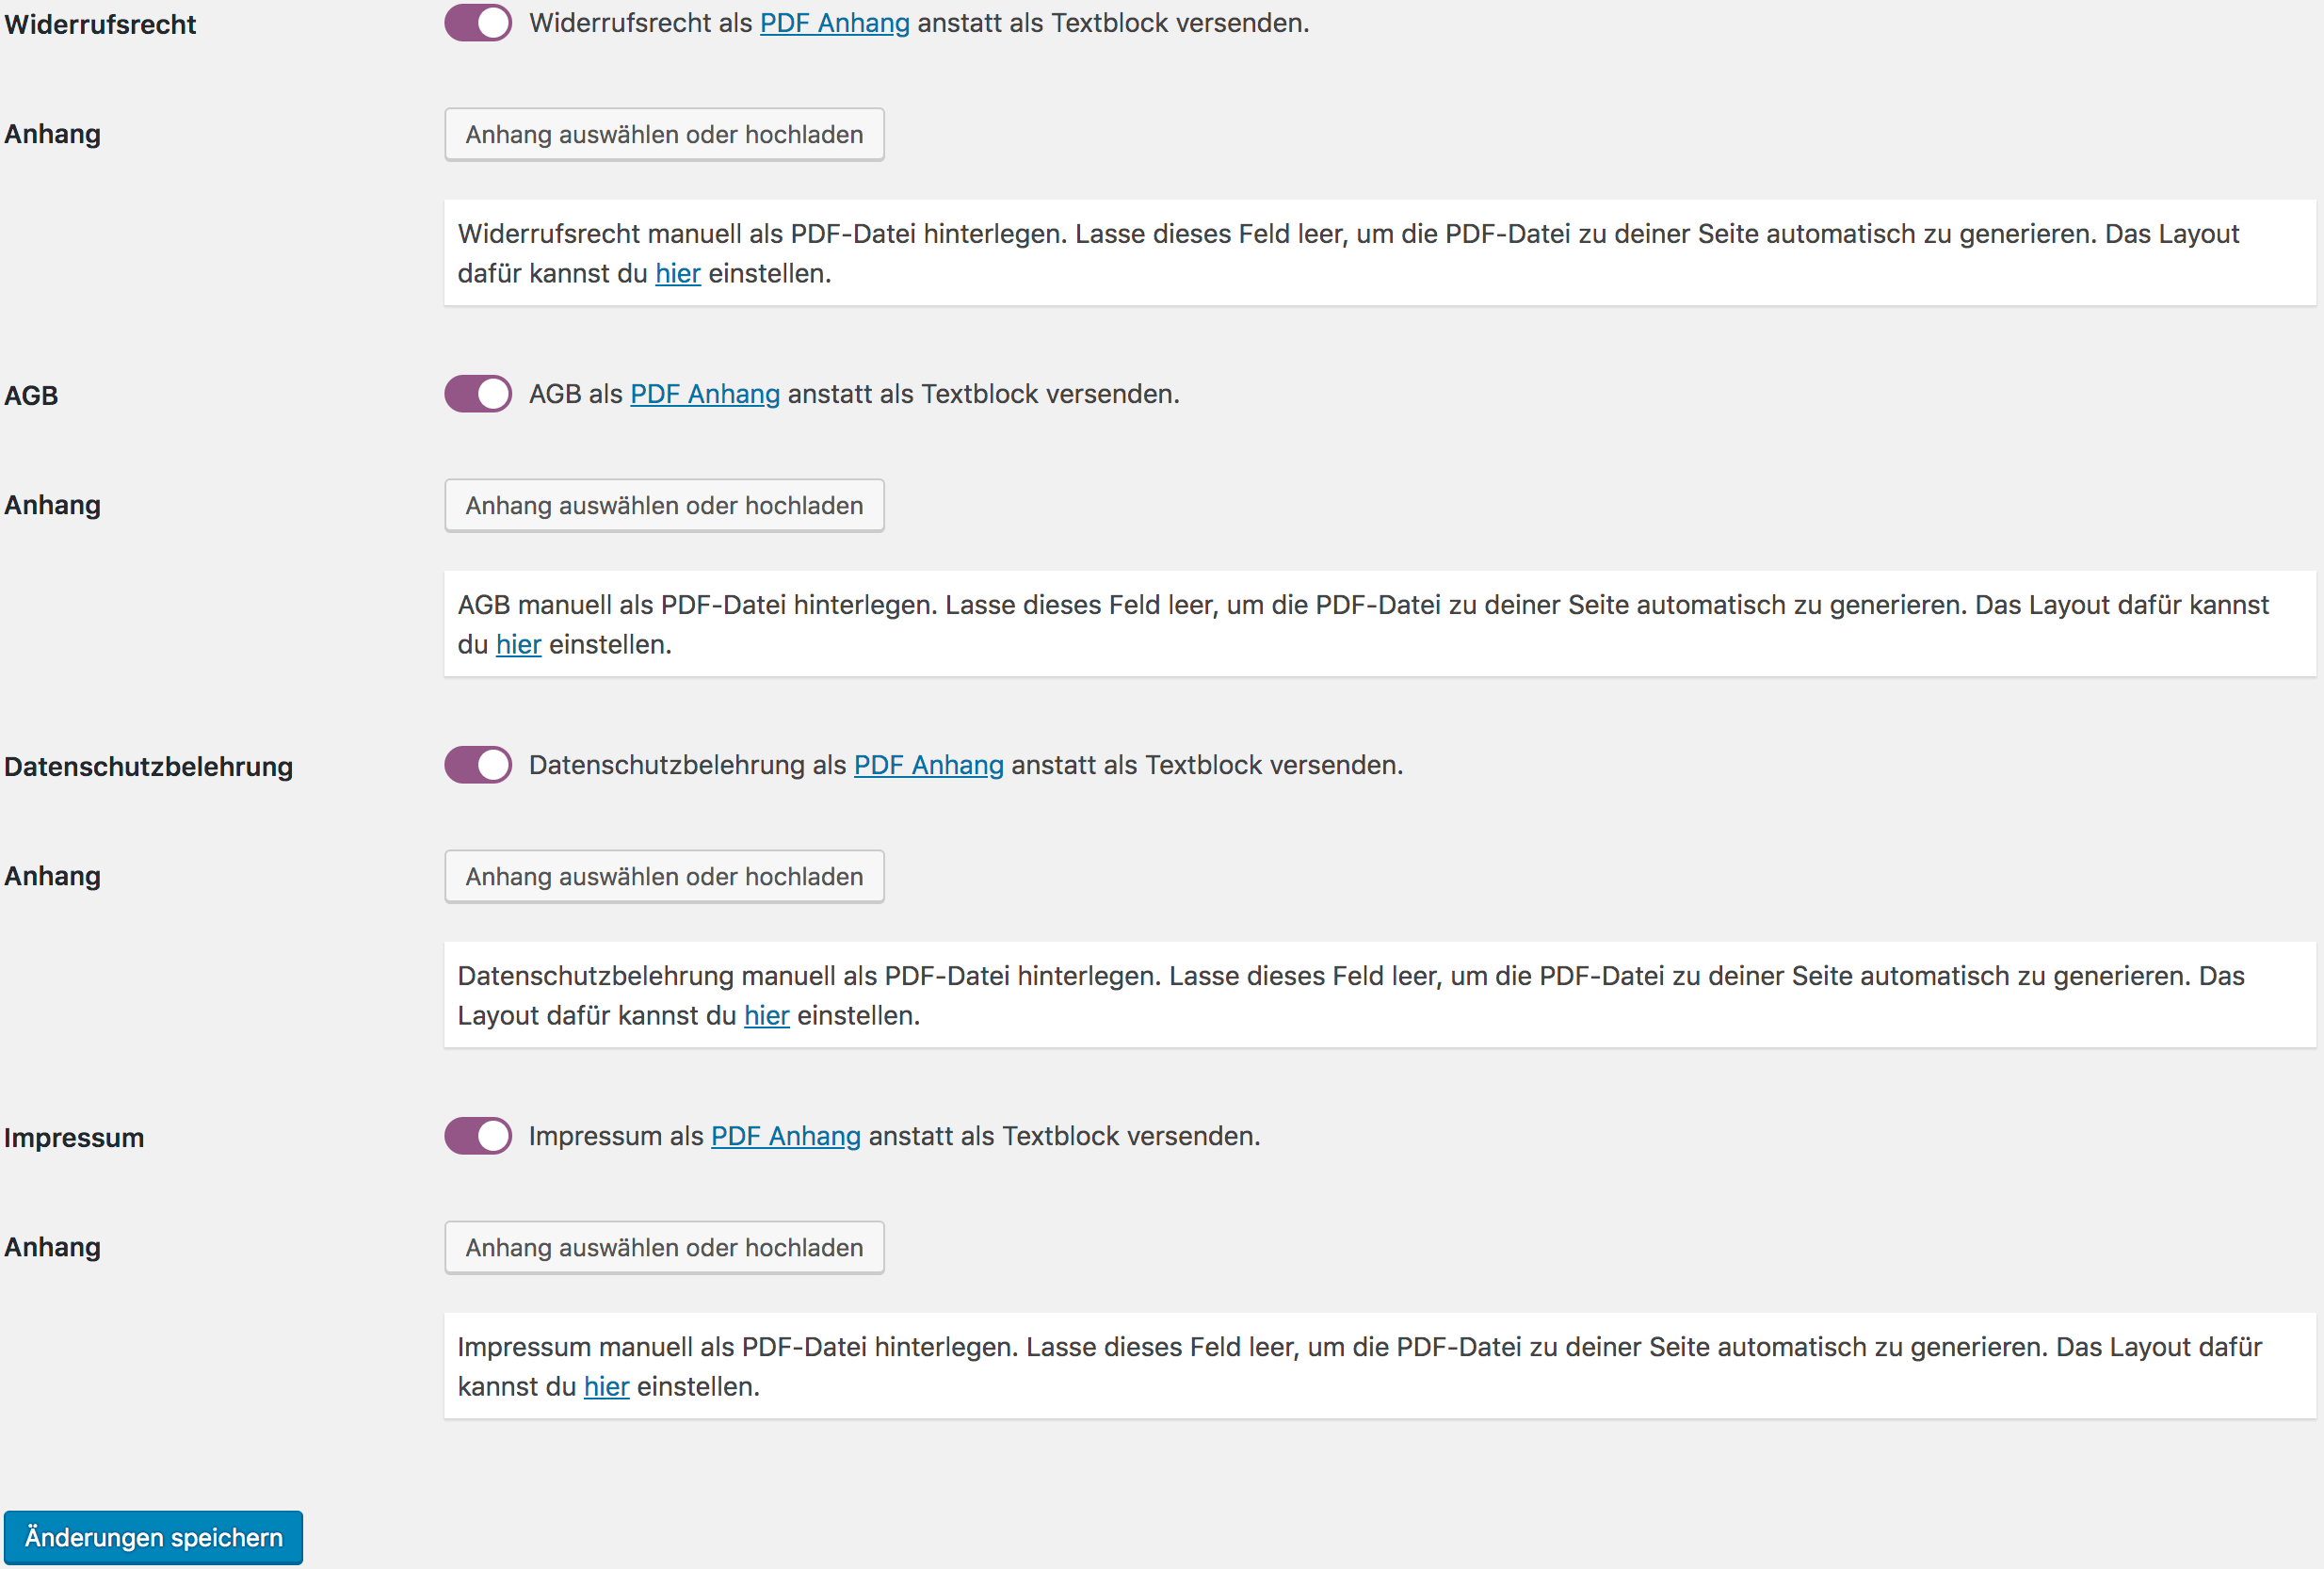 Widerrufsrecht
Widerrufsrecht als PDF Anhang anstatt als Textblock versenden.
Anhang
Anhang auswählen oder hochladen
Widerrufsrecht manuell als PDF-Datei hinterlegen. Lasse dieses Feld leer, um die PDF-Datei zu deiner Seite automatisch zu generieren. Das Layout
dafür kannst du hier einstellen.
AGB
AGB als PDF Anhang anstatt als Textblock versenden.
Anhang
Anhang auswählen oder hochladen
AGB manuell als PDF-Datei hinterlegen. Lasse dieses Feld leer, um die PDF-Datei zu deiner Seite automatisch zu generieren. Das Layout dafür kannst
du hier einstellen.
Datenschutzbelehrung
Datenschutzbelehrung als PDF Anhang anstatt als Textblock versenden.
Anhang
Anhang auswählen oder hochladen
Datenschutzbelehrung manuell als PDF-Datei hinterlegen. Lasse dieses Feld leer, um die PDF-Datei zu deiner Seite automatisch zu generieren. Das
Layout dafür kannst du hier einstellen.
Impressum
Impressum als PDF Anhang anstatt als Textblock versenden.
Anhang
Anhang auswählen oder hochladen
Impressum manuell als PDF-Datei hinterlegen. Lasse dieses Feld leer, um die PDF-Datei zu deiner Seite automatisch zu generieren. Das Layout dafür
kannst du hier einstellen.
Änderungen speichern